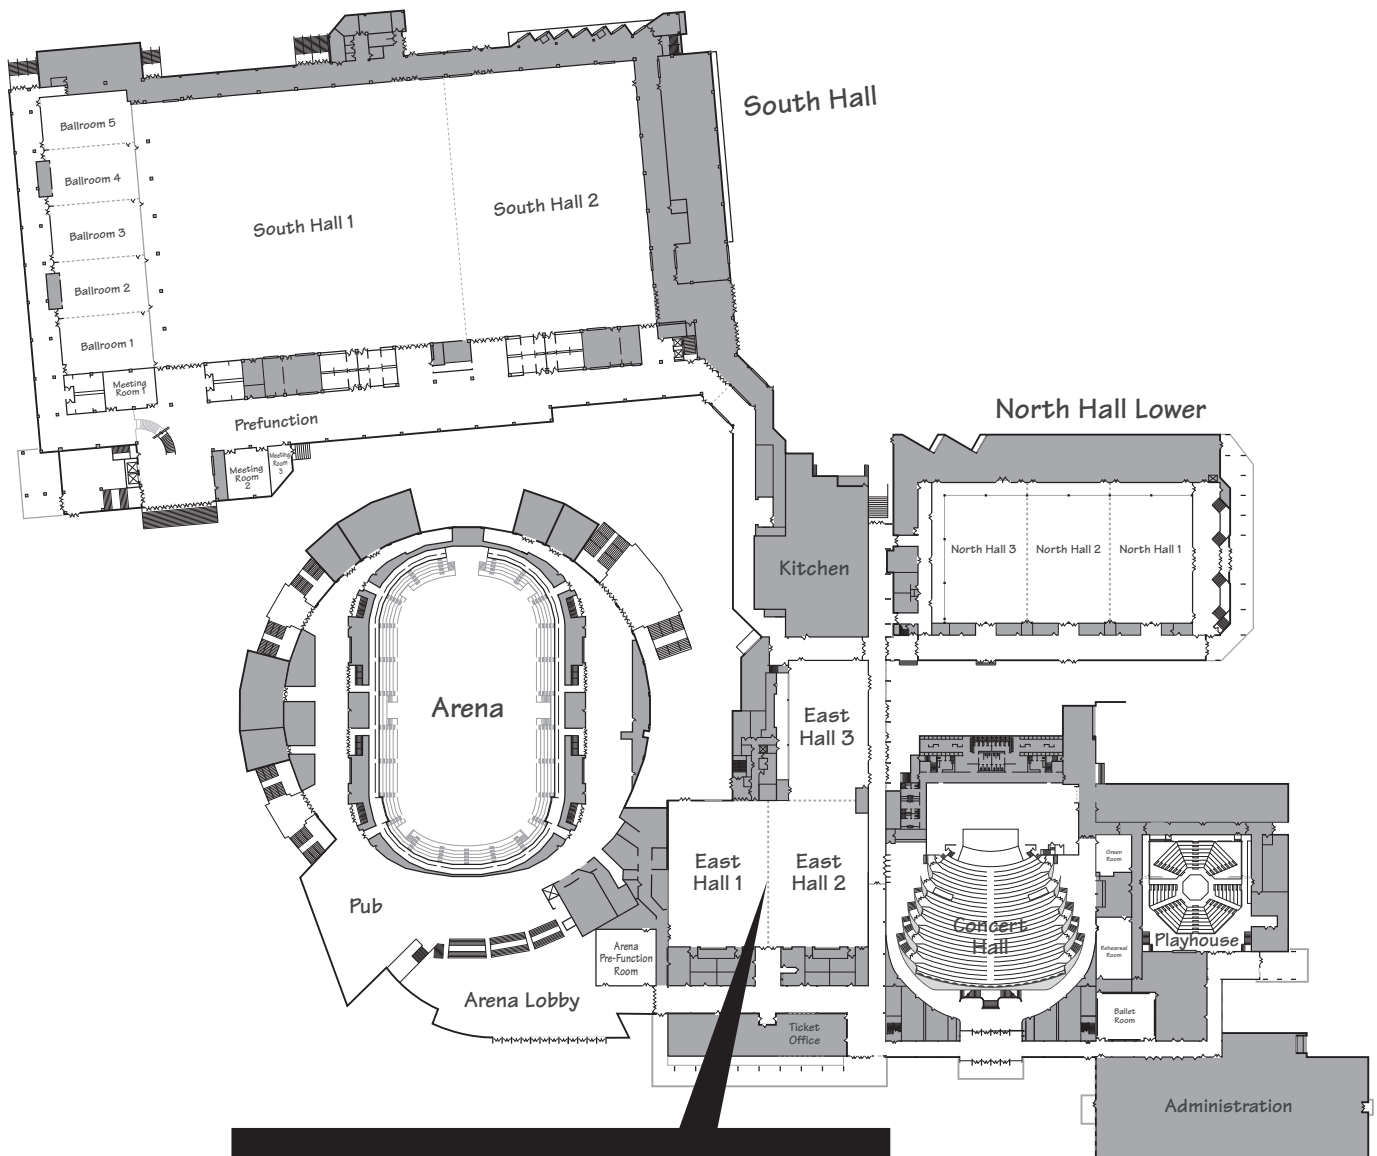 South Hall
Ballroom 5
Ballroom 4
Ballroom 3
Ballroom 2
Ballroom 1
South Hall 1
South Hall 2
Meeting
Room 1
Prefunction
Meeting
Room
2
Meeting
Room
3
North Hall Lower
North Hall 3
North Hall 2
North Hall 1
Kitchen
Arena
East
Hall 3
East
Hall 1
East
Hall 2
Pub
Arena
Pre-Function
Room
Arena Lobby
Ticket
Office
Concert
Hall
Green
Room
Rehearsal
Room
Ballet
Room
Playhouse
Administration